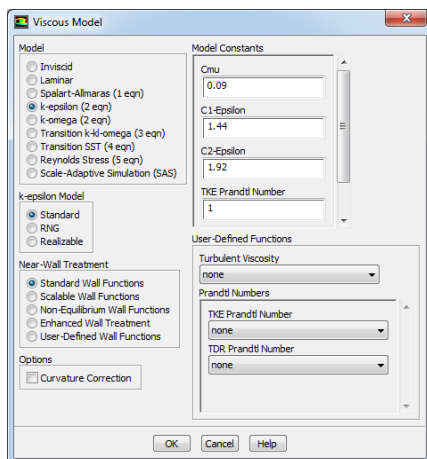 Viscous Model
Model
Inviscid
Laminar
Spalart-Allmaras (1 eqn)
k-epsilon (2 eqn)
k-omega (2 eqn)
Transition k-kl-omega (3 eqn)
Transition SST (4 eqn)
Reynolds Stress (5 eqn)
Scale-Adaptive Simulation (SAS)
k-epsilon Model
Standard
RNG
Realizable
Near-Wall Treatment
Standard Wall Functions
Scalable Wall Functions
Non-Equilibrium Wall Functions
Enhanced Wall Treatment
User-Defined Wall Functions
Options
Curvature Correction
Model Constants
Cmu
0.09
C1-Epsilon
1.44
C2-Epsilon
1.92
TKE Prandtl Number
1
User-Defined Functions
Turbulent Viscosity
none
Prandtl Numbers
TKE Prandtl Number
none
TDR Prandtl Number
none
OK Cancel Help